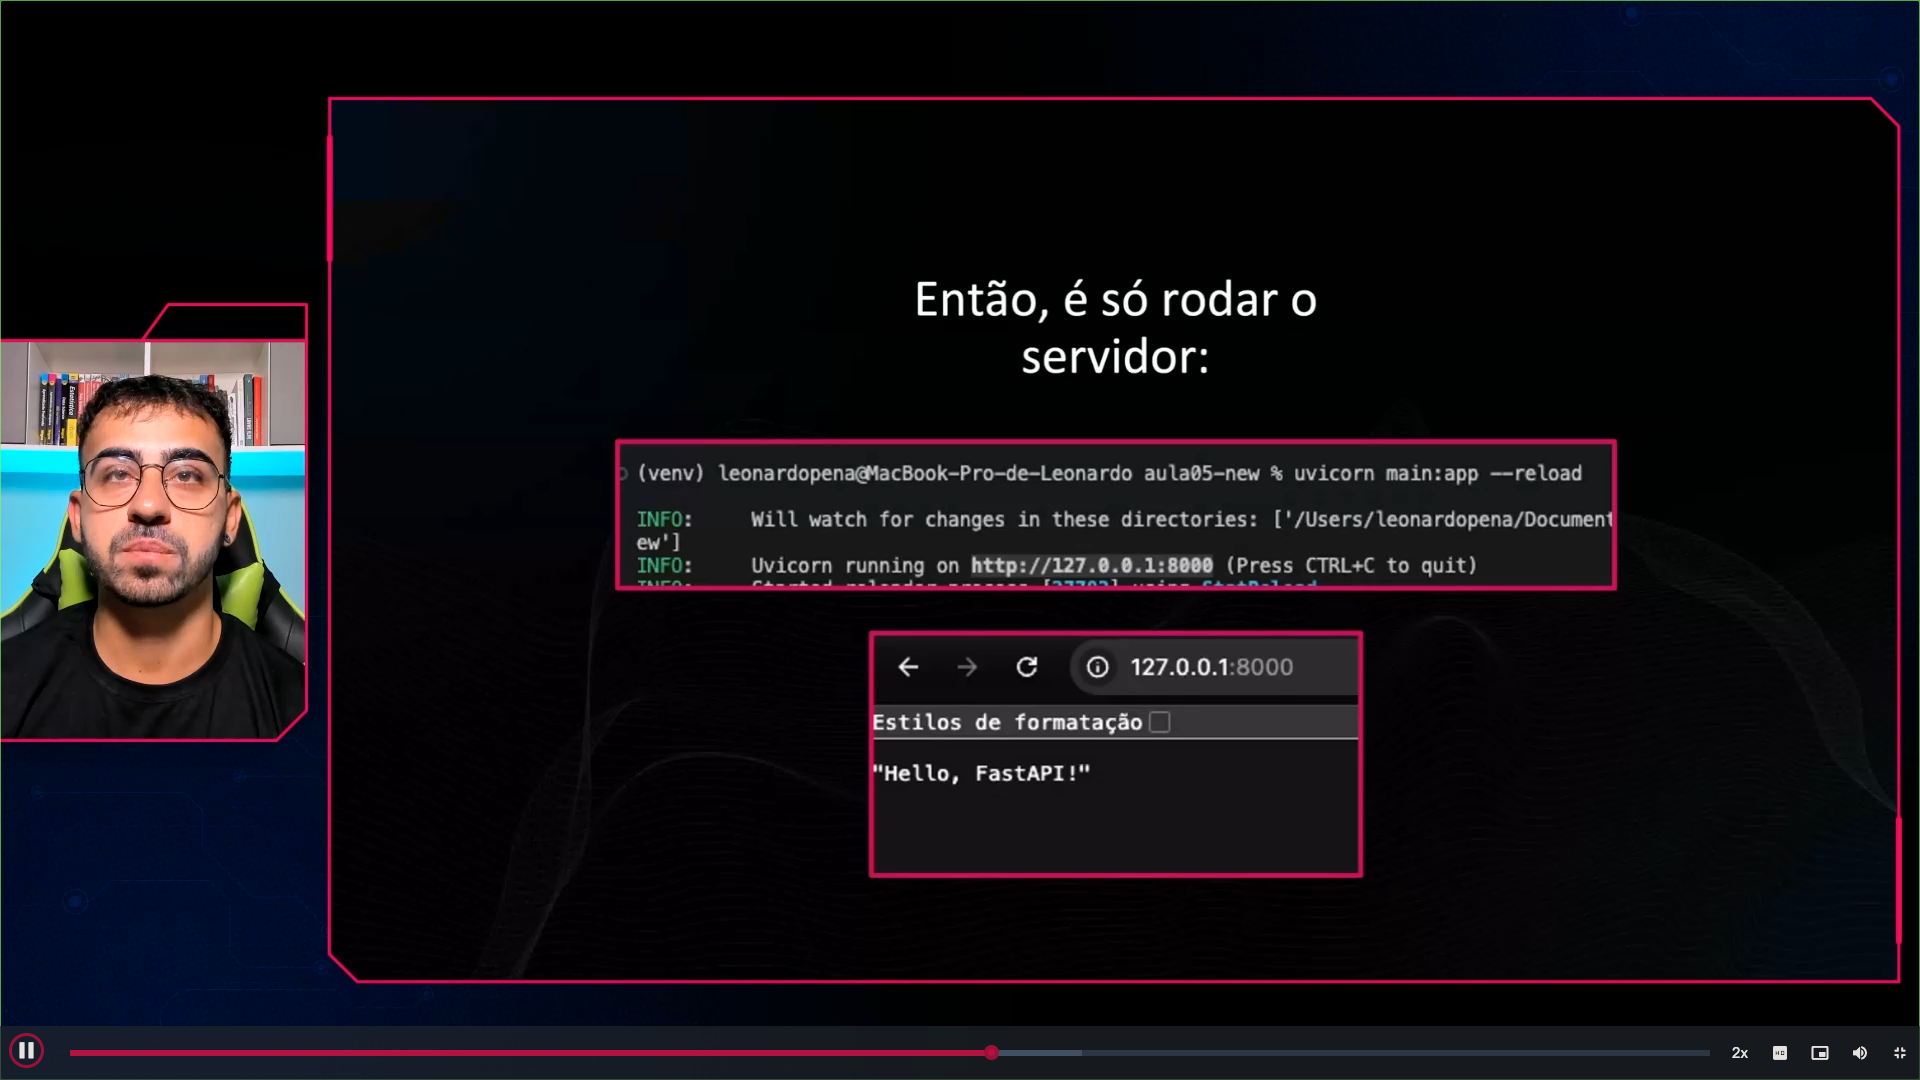 Então, é só rodar o
servidor:
(venv) leonardopena@MacBook-Pro-de-Leonardo aula05-new % uvicorn main:app --reload
INFO: Will watch for changes in these directories: ['/Users/leonardopena/Document
ew']
INFO: Uvicorn running on http://127.0.0.1:8000 (Press CTRL+C to quit)
127.0.0.1:8000
Estilos de formatação
"Hello, FastAPI!"
2x